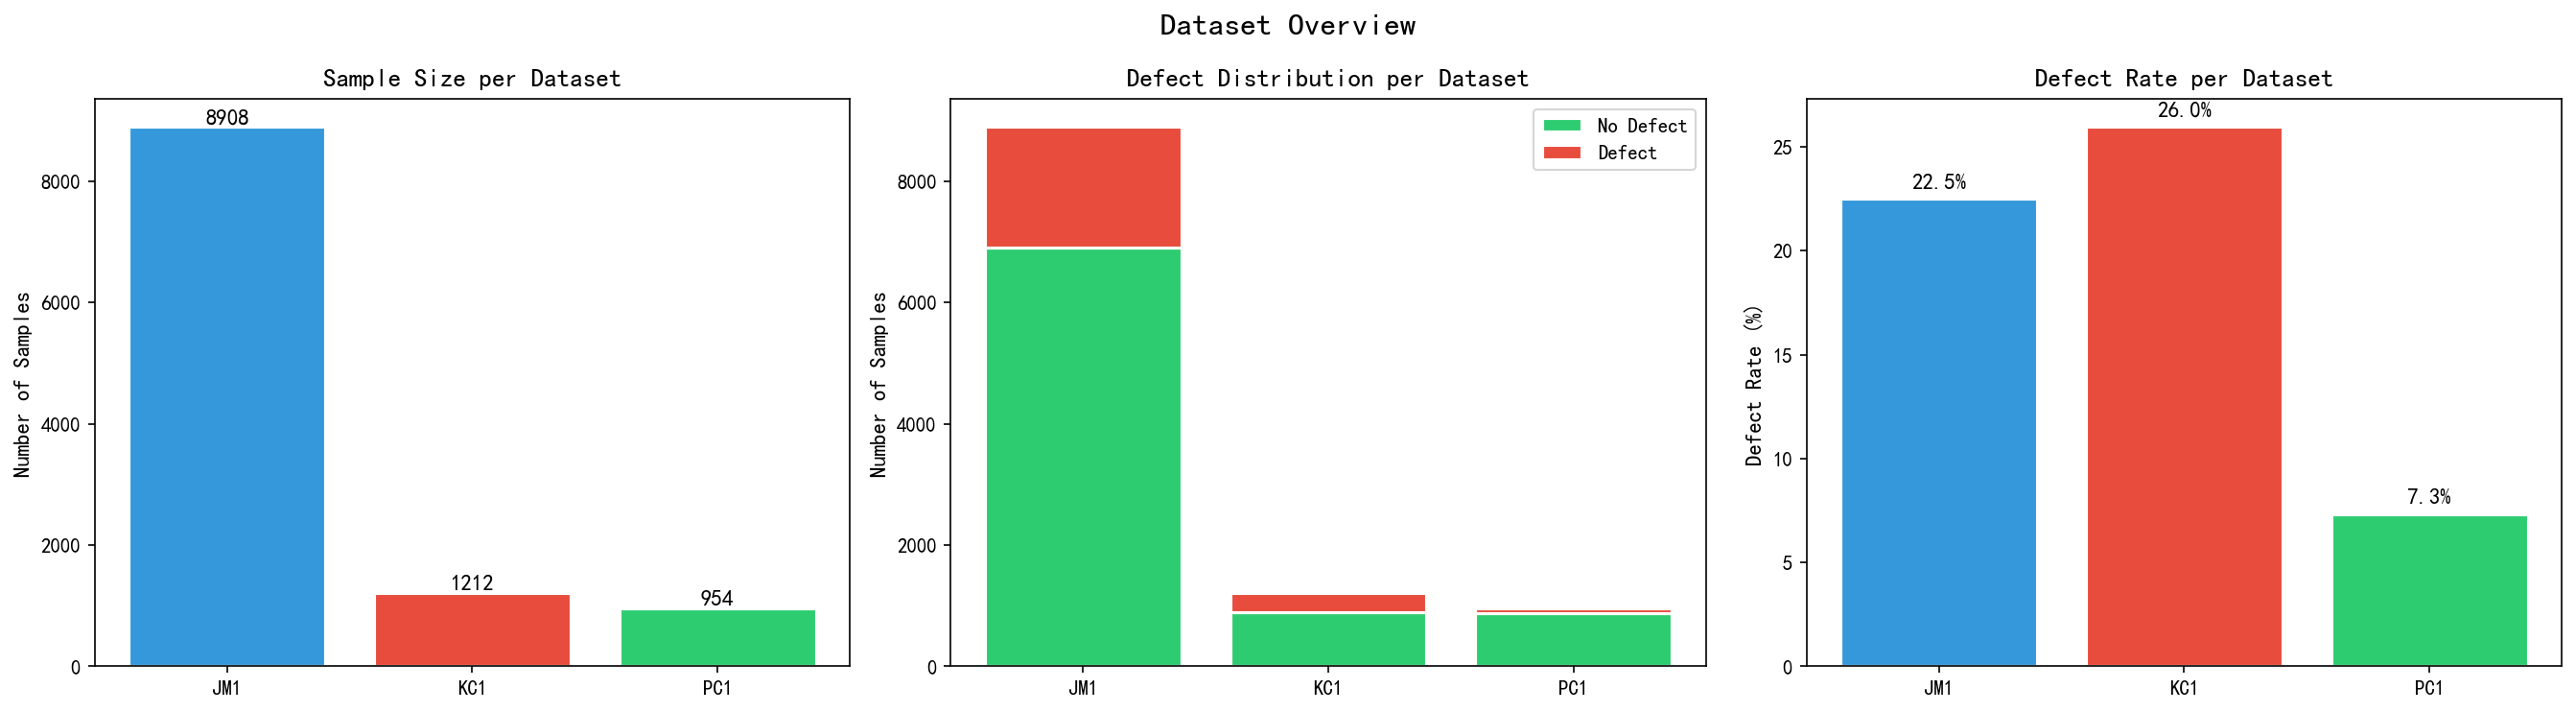 Dataset Overview
Sample Size per Dataset
Number of Samples
8000
6000
4000
2000
0
8908
1212
954
JM1
KC1
PC1
Defect Distribution per Dataset
Number of Samples
8000
6000
4000
2000
0
No Defect
Defect
JM1
KC1
PC1
Defect Rate per Dataset
Defect Rate (%)
25
20
15
10
5
0
22.5%
26.0%
7.3%
JM1
KC1
PC1